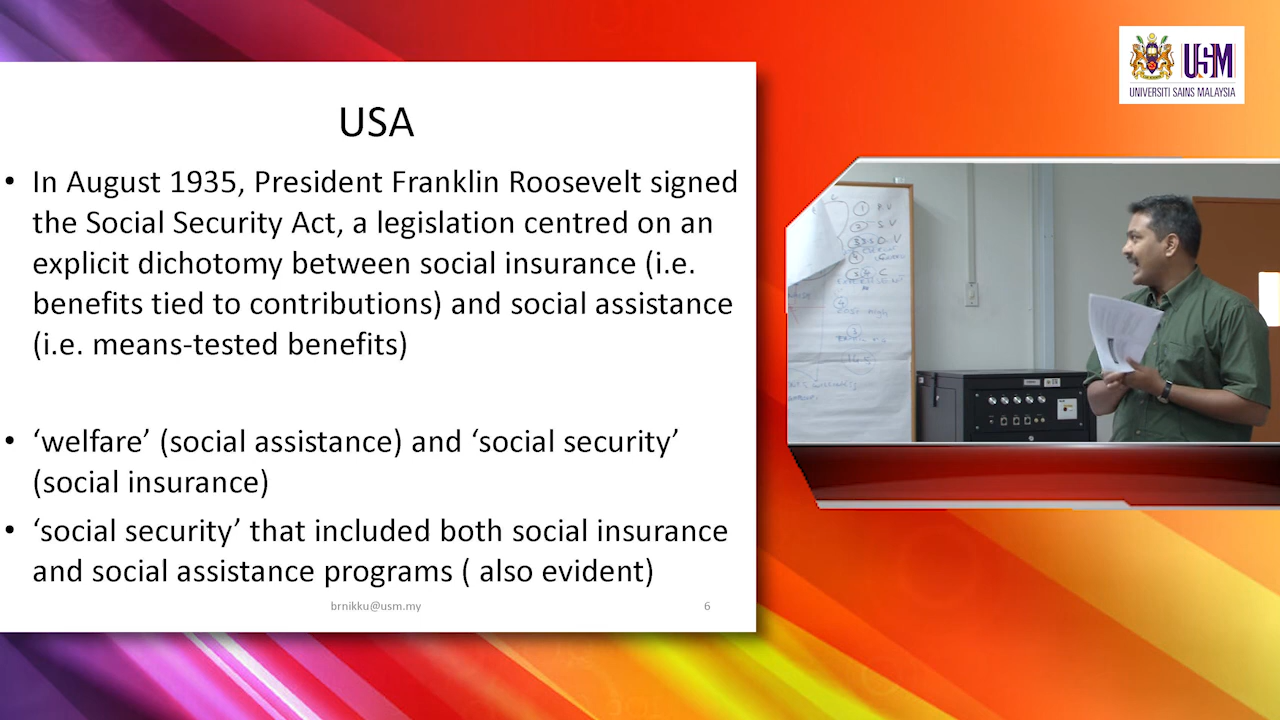 USM
UNIVERSITI SAINS MALAYSIA
USA
• In August 1935, President Franklin Roosevelt signed
the Social Security Act, a legislation centred on an
explicit dichotomy between social insurance (i.e.
benefits tied to contributions) and social assistance
(i.e. means-tested benefits)
• ‘welfare’ (social assistance) and ‘social security’
(social insurance)
• ‘social security’ that included both social insurance
and social assistance programs ( also evident)
brnikku@usm.my 6